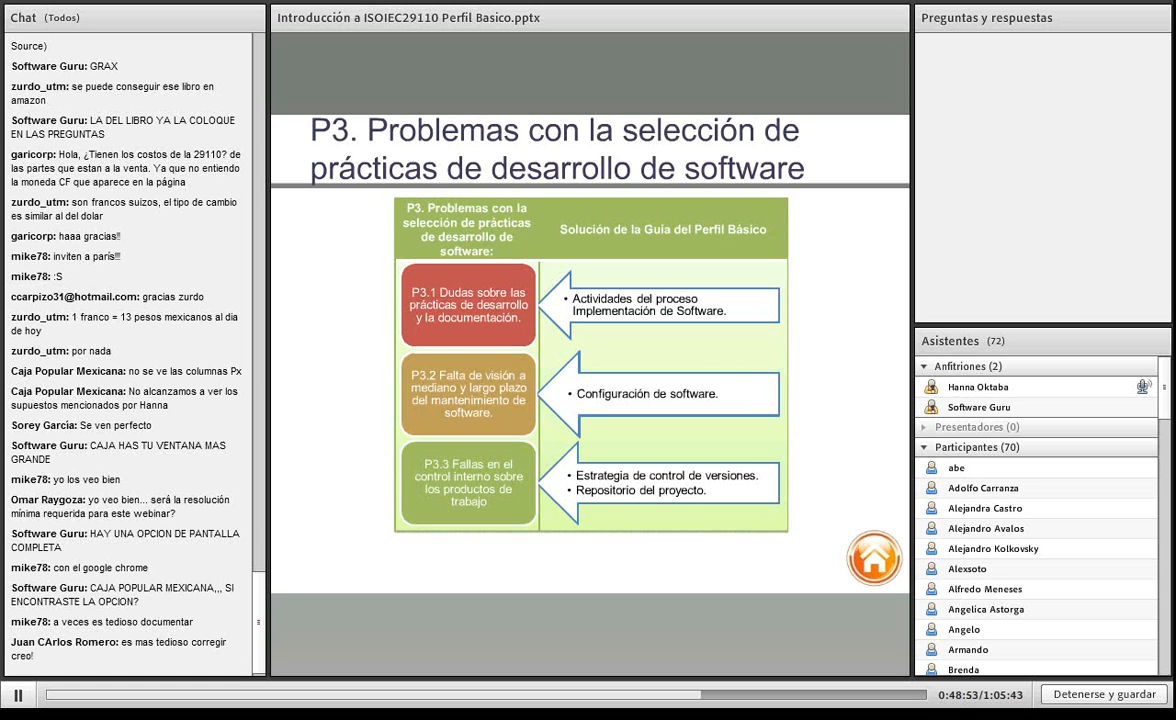 Chat (Todos)
Source)
Software Guru: GRAX
zurdo_utm: se puede conseguir ese libro en
amazon
Software Guru: LA DEL LIBRO YA LA COLOQUE
EN LAS PREGUNTAS
garicorp: Hola, ¿Tienen los costos de la 29110? de
las partes que estan a la venta. Ya que no entiendo
la moneda CF que aparece en la página
zurdo_utm: son francos suizos, el tipo de cambio
es similar al del dolar
garicorp: haaa gracias!!
mike78: inviten a parís!!!
mike78: :S
ccarpizo31@hotmail.com: gracias zurdo
zurdo_utm: 1 franco = 13 pesos mexicanos al dia
de hoy
zurdo_utm: por nada
Caja Popular Mexicana: no se ve las columnas Px
Caja Popular Mexicana: No alcanzamos a ver los
supuestos mencionados por Hanna
Sorey García: Se ven perfecto
Software Guru: CAJA HAS TU VENTANA MAS
GRANDE
mike78: yo los veo bien
Omar Raygoza: yo veo bien... será la resolución
mínima requerida para este webinar?
Software Guru: HAY UNA OPCION DE PANTALLA
COMPLETA
mike78: con el google chrome
Software Guru: CAJA POPULAR MEXICANA,,, SI
ENCONTRASTE LA OPCION?
mike78: a veces es tedioso documentar
Juan CArlos Romero: es mas tedioso corregir
creo!
Introducción a ISOIEC29110 Perfil Basico.pptx
P3. Problemas con la selección de
prácticas de desarrollo de software
P3. Problemas con la
selección de prácticas
de desarrollo de
software:
Solución de la Guia del Perfil Básico
P3.1 Dudas sobre las
prácticas de desarrollo
y la documentación.
• Actividades del proceso
Implementación de Software.
P3.2 Falta de visión a
mediano y largo plazo
del mantenimiento de
software.
• Configuración de software.
P3.3 Fallas en el
control interno sobre
los productos de
trabajo
• Estrategia de control de versiones.
• Repositorio del proyecto.
Preguntas y respuestas
Asistentes (72)
Anfitriones (2)
Hanna Oktaba
Software Guru
Presentadores (0)
Participantes (70)
abe
Adolfo Carranza
Alejandra Castro
Alejandro Avalos
Alejandro Kolkovsky
Alexsoto
Alfredo Meneses
Angelica Astorga
Angelo
Armando
Brenda
0:48:53/1:05:43
Detenerse y guardar